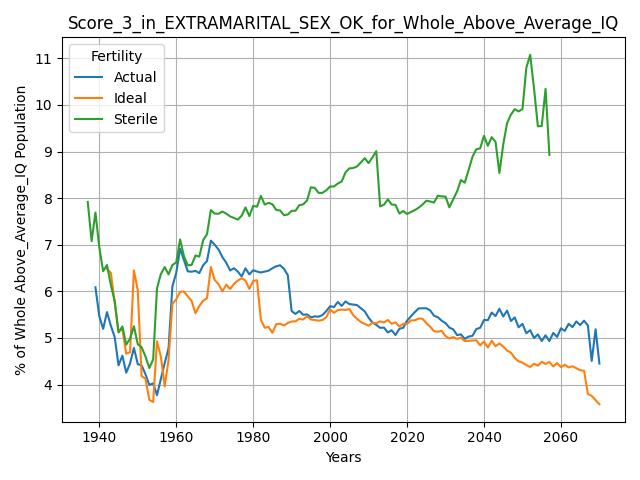 Score_3_in_EXTRAMARITAL_SEX_OK_for_Whole_Above_Average_IQ
Fertility
Actual
Ideal
Sterile
% of Whole Above_Average_IQ Population
11
10
9
8
7
6
5
4
1940 1960 1980 2000 2020 2040 2060
Years